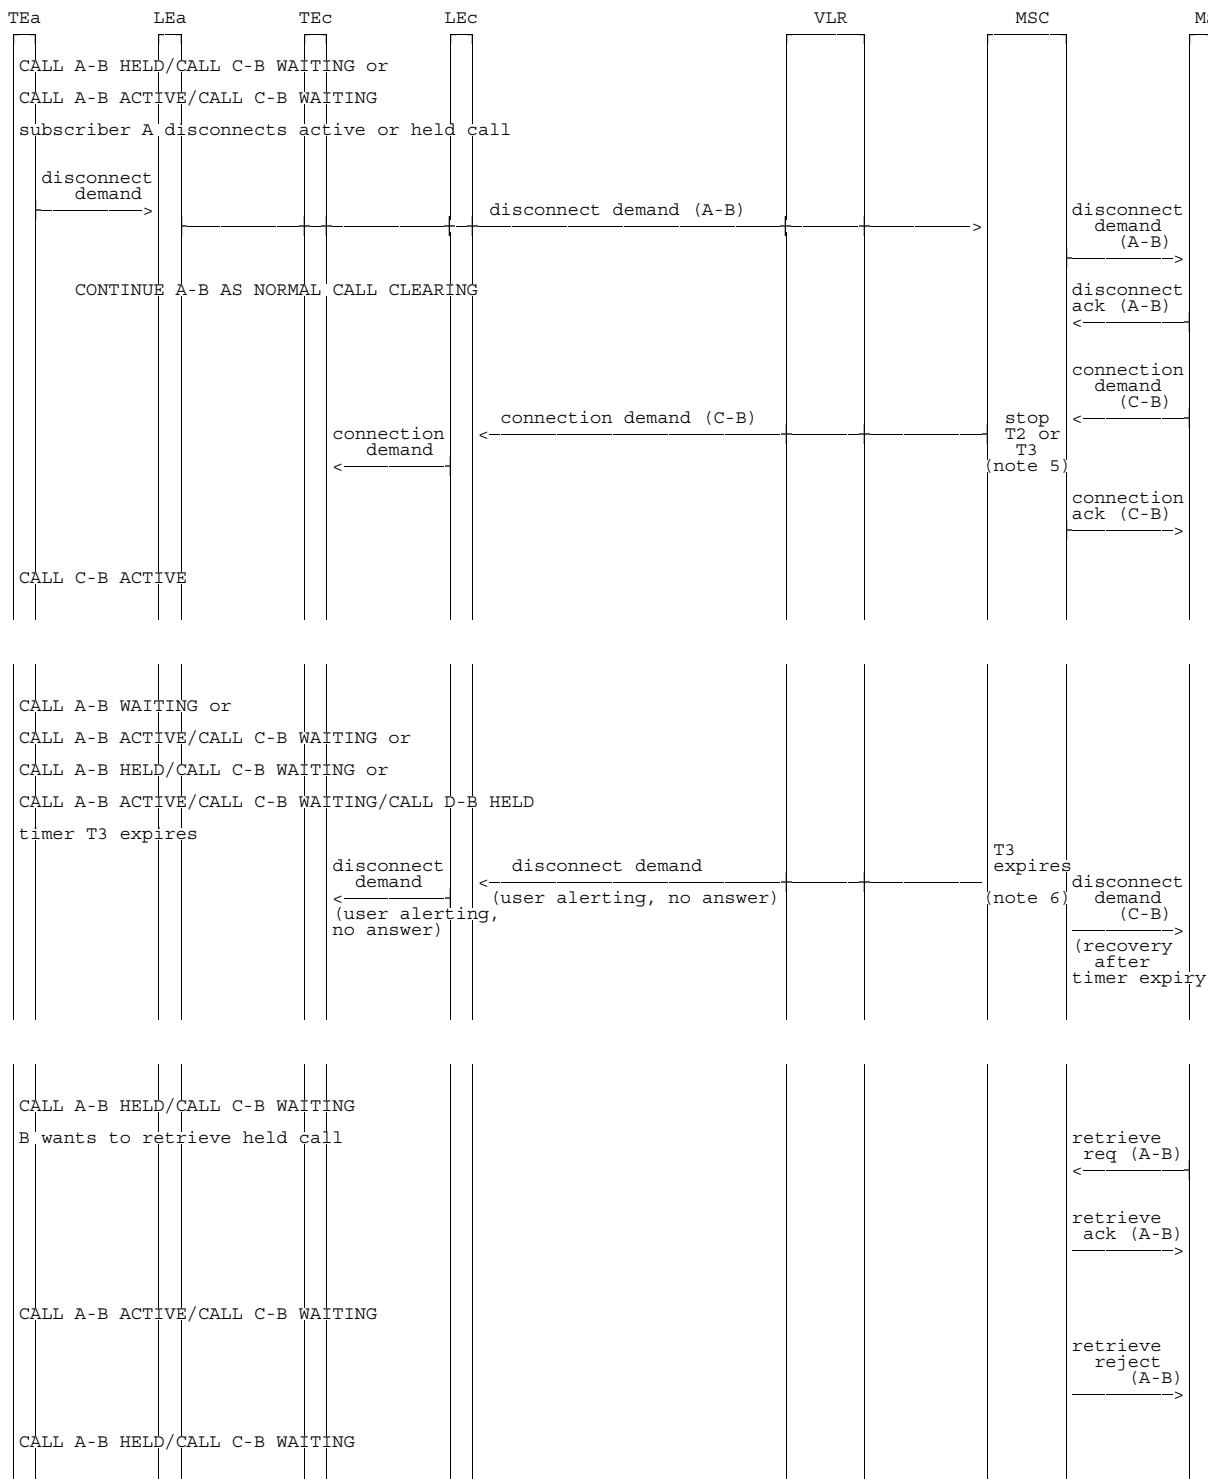 TEa LEa TEc LEc VLR MSC
CALL A-B HELD/CALL C-B WAITING or
CALL A-B ACTIVE/CALL C-B WAITING
subscriber A disconnects active or held call
disconnect
demand
disconnect demand (A-B)
disconnect
demand
(A-B)
CONTINUE A-B AS NORMAL CALL CLEARING
disconnect
ack (A-B)
connection
demand
(C-B)
connection demand (C-B)
stop
T2 or
T3
(note 5)
connection
demand
connection
ack (C-B)
CALL C-B ACTIVE
CALL A-B WAITING or
CALL A-B ACTIVE/CALL C-B WAITING or
CALL A-B HELD/CALL C-B WAITING or
CALL A-B ACTIVE/CALL C-B WAITING/CALL D-B HELD
timer T3 expires
T3
expires
(note 6)
disconnect demand
(user alerting, no answer)
disconnect
demand
(user alerting,
no answer)
disconnect
demand
(C-B)
(recovery
after
timer expiry
CALL A-B HELD/CALL C-B WAITING
B wants to retrieve held call
retrieve
req (A-B)
retrieve
ack (A-B)
CALL A-B ACTIVE/CALL C-B WAITING
retrieve
reject
(A-B)
CALL A-B HELD/CALL C-B WAITING